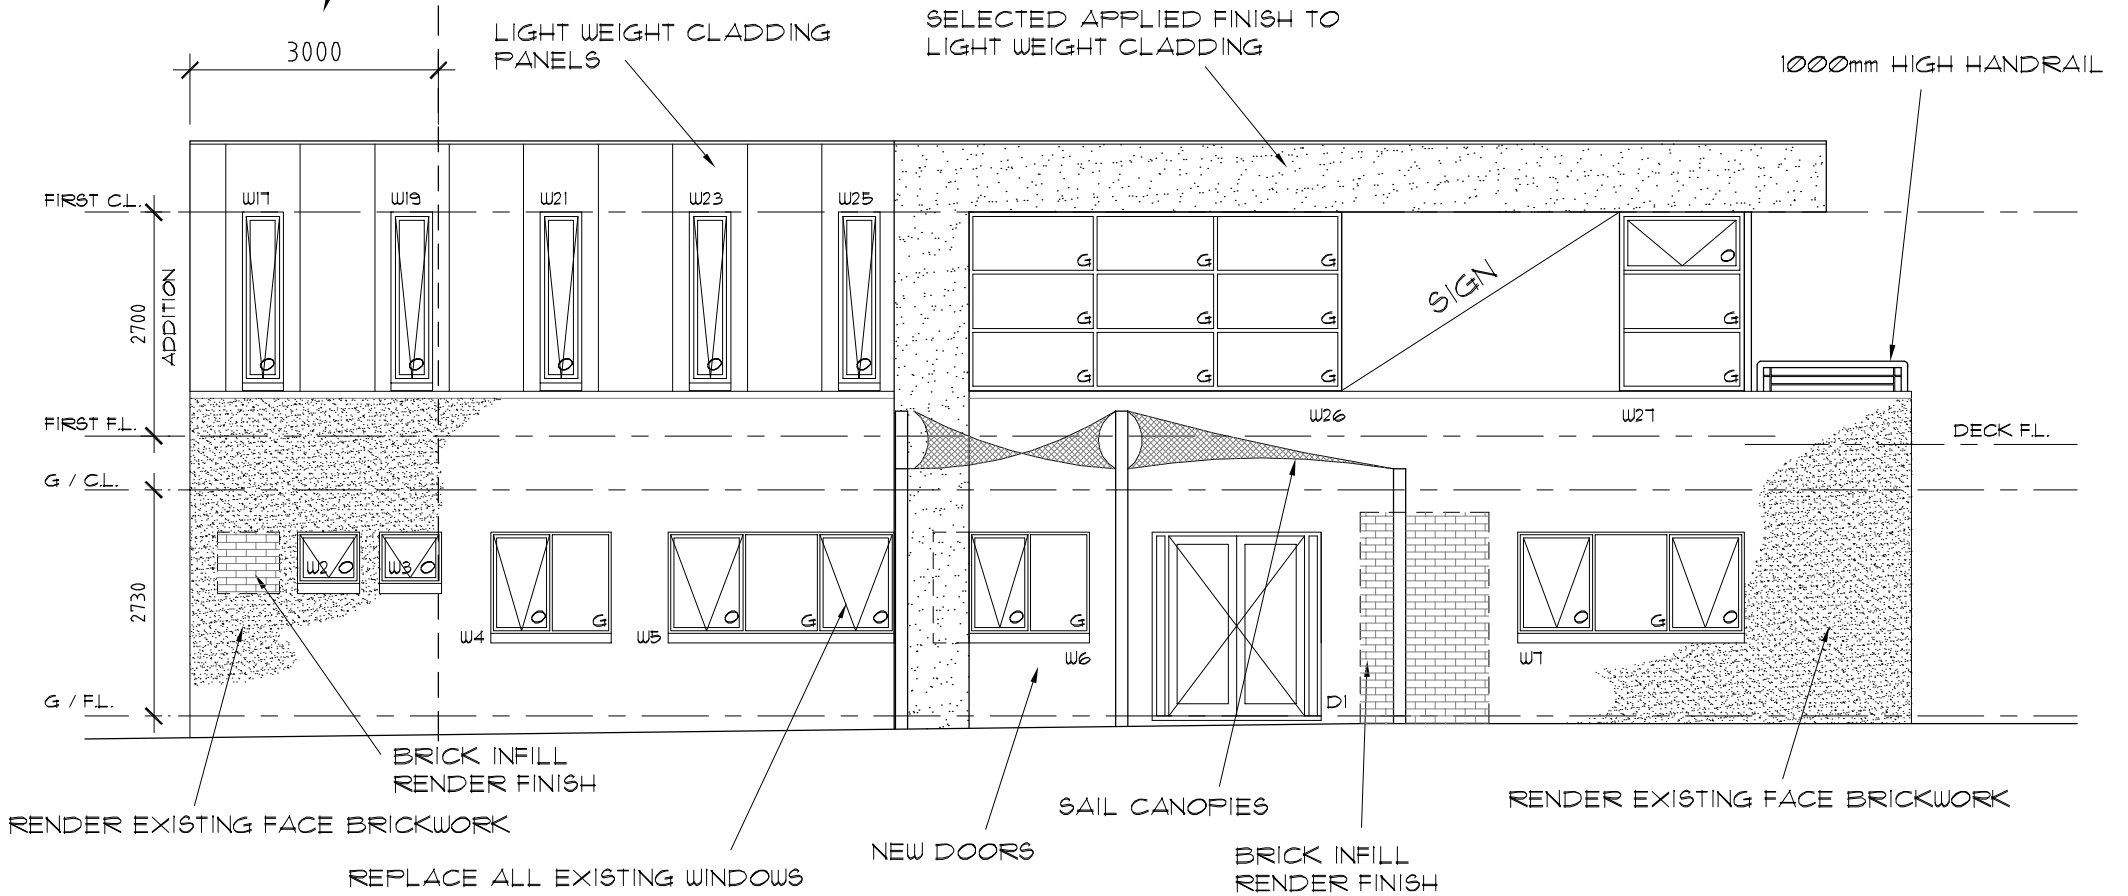 3000
LIGHT WEIGHT CLADDING
PANELS
SELECTED APPLIED FINISH TO
LIGHT WEIGHT CLADDING
1000mm HIGH HANDRAIL
FIRST C.L.
W17
W19
W21
W23
W25
O
O
O
O
O
G
G
G
G
G
G
G
G
G
SIGN
O
G
G
2700
ADDITION
FIRST F.L.
W26
W27
DECK F.L.
G / C.L.
2730
W2 O
W3 O
W4
O
G
W5
O
G
O
O
G
W6
D1
O
G
O
W7
G / F.L.
BRICK INFILL
RENDER FINISH
RENDER EXISTING FACE BRICKWORK
REPLACE ALL EXISTING WINDOWS
NEW DOORS
SAIL CANOPIES
BRICK INFILL
RENDER FINISH
RENDER EXISTING FACE BRICKWORK